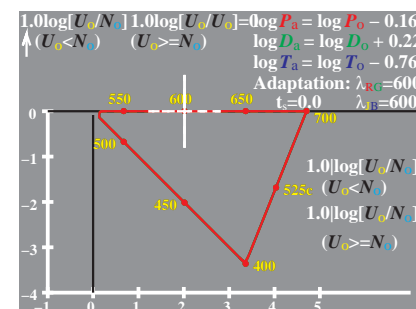 1.0log[Uo/No] 1.0log[Uo/Uo]=0
(Uo<No) (Uo>=No)
log Pa = log Po − 0.16
log Da = log Do + 0.22
log Ta = log To − 0.76
Adaptation: λRG=600
ts=0.0 λJB=600
550 600 650
0
700
500
−1
1.0|log[Uo/No]
525c (Uo<No)
−2
450
1.0|log[Uo/No]
(Uo>=No)
−3
400
−4
−1 0 1 2 3 4 5